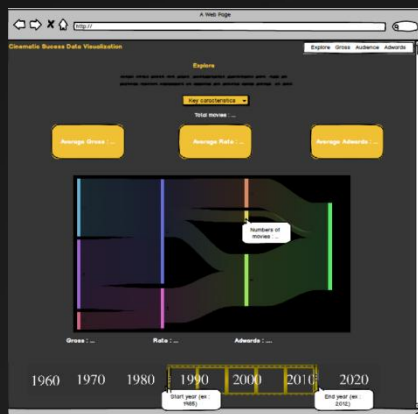 A Web Page
http://
Cinematic Sucess Data Visualization
Explore Gross Audience Adwards
Explore
Key caracteristics
Total movies : ...
Average Gross : ...
Average Rate : ...
Average Adwards : ...
Numbers of
movies : ...
Gross : ...
Rate : ...
Adwards : ....
1960 1970 1980 1990 2000 2010 2020
Start year (ex :
1985)
End year (ex :
2012)